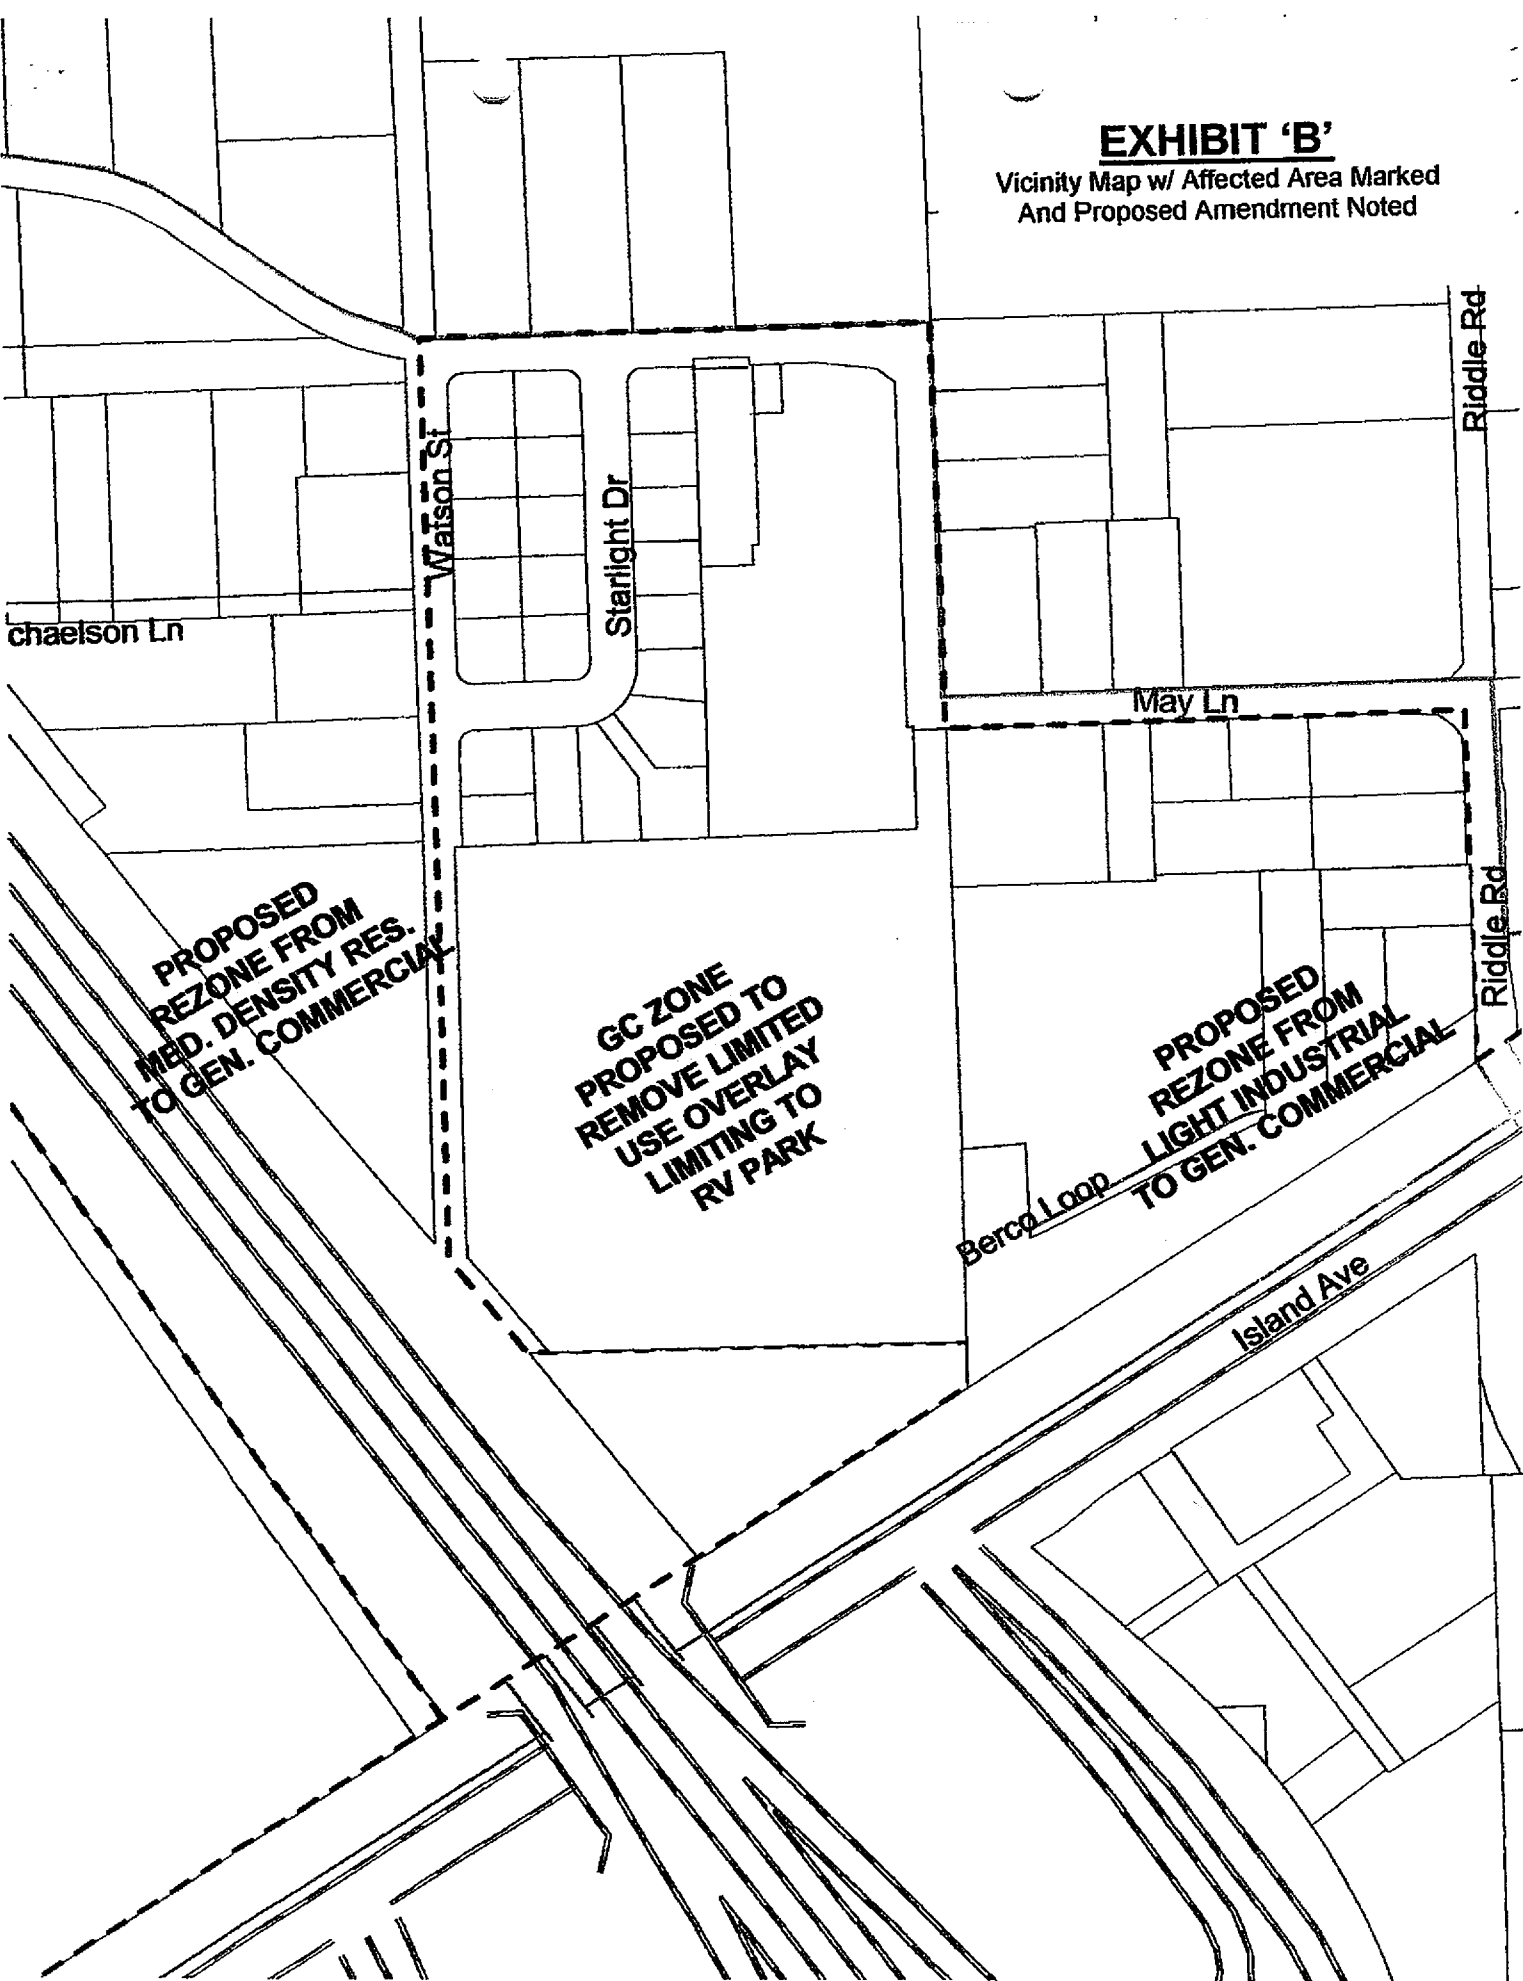 EXHIBIT ‘B’
Vicinity Map w/ Affected Area Marked
And Proposed Amendment Noted
Riddle Rd
Watson St
Starlight Dr
chaelson Ln
May Ln
Riddle Rd
PROPOSED
REZONE FROM
MED. DENSITY RES.
TO GEN. COMMERCIAL
GC ZONE
PROPOSED TO
REMOVE LIMITED
USE OVERLAY
LIMITING TO
RV PARK
PROPOSED
REZONE FROM
LIGHT INDUSTRIAL
TO GEN. COMMERCIAL
Berco Loop
Island Ave